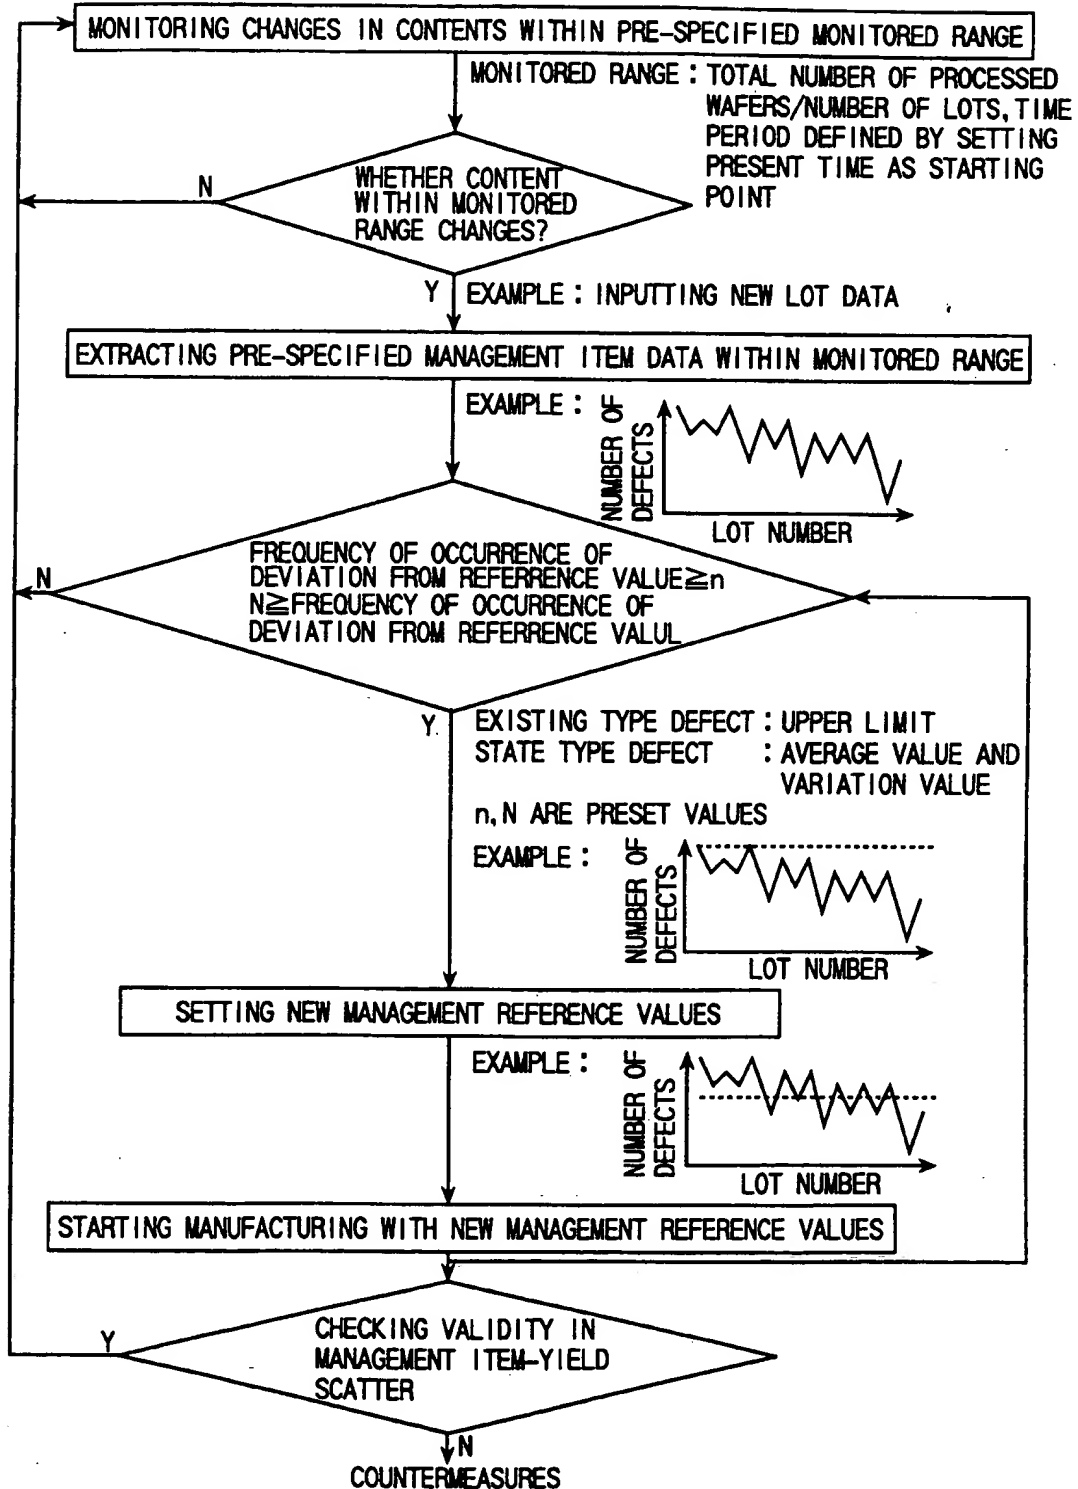 MONITORING CHANGES IN CONTENTS WITHIN PRE-SPECIFIED MONITORED RANGE
MONITORED RANGE : TOTAL NUMBER OF PROCESSED
WAFERS/NUMBER OF LOTS, TIME
PERIOD DEFINED BY SETTING
PRESENT TIME AS STARTING
POINT
N
WHETHER CONTENT
WITHIN MONITORED
RANGE CHANGES?
Y
EXAMPLE : INPUTTING NEW LOT DATA
EXTRACTING PRE-SPECIFIED MANAGEMENT ITEM DATA WITHIN MONITORED RANGE
EXAMPLE :
NUMBER OF
DEFECTS
LOT NUMBER
N
FREQUENCY OF OCCURRENCE OF
DEVIATION FROM REFERRENCE VALUE≧n
N≧FREQUENCY OF OCCURRENCE OF
DEVIATION FROM REFERRENCE VALUL
Y
EXISTING TYPE DEFECT : UPPER LIMIT
STATE TYPE DEFECT : AVERAGE VALUE AND
VARIATION VALUE
n, N ARE PRESET VALUES
EXAMPLE :
NUMBER OF
DEFECTS
LOT NUMBER
SETTING NEW MANAGEMENT REFERENCE VALUES
EXAMPLE :
NUMBER OF
DEFECTS
LOT NUMBER
STARTING MANUFACTURING WITH NEW MANAGEMENT REFERENCE VALUES
Y
CHECKING VALIDITY IN
MANAGEMENT ITEM-YIELD
SCATTER
N
COUNTERMEASURES